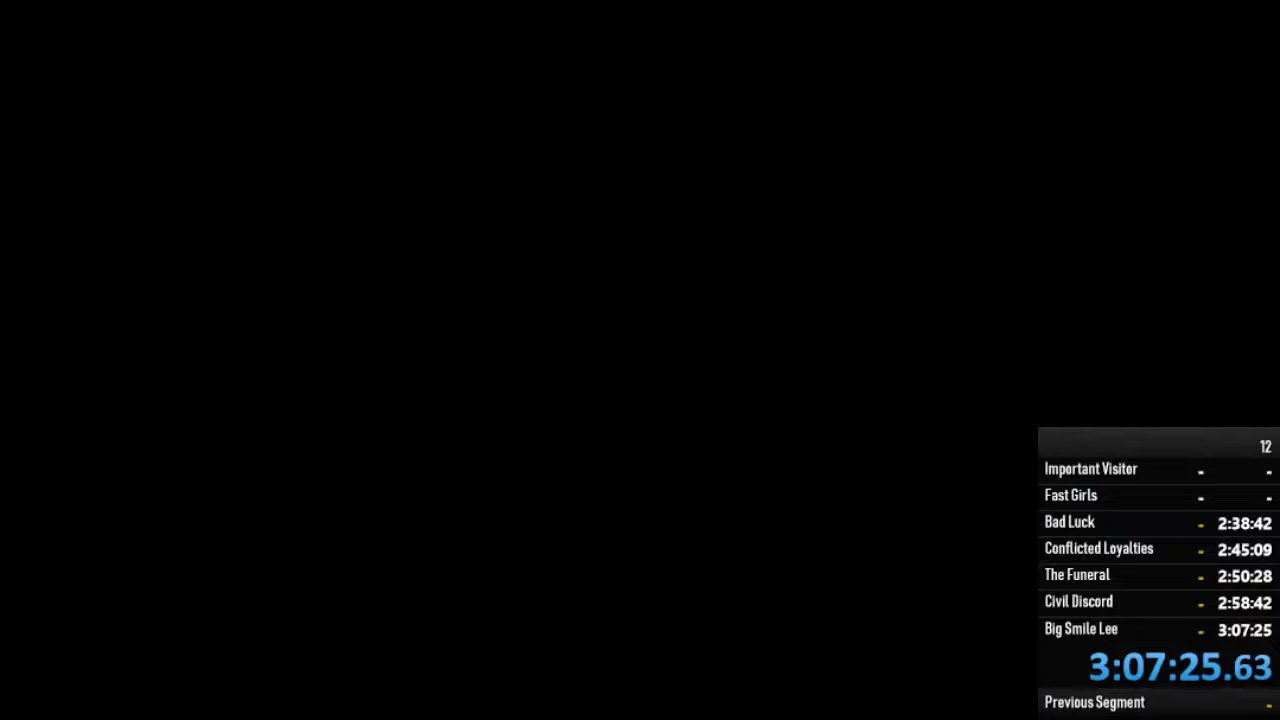 12
Important Visitor - -
Fast Girls - -
Bad Luck - 2:38:42
Conflicted Loyalties - 2:45:09
The Funeral - 2:50:28
Civil Discord - 2:58:42
Big Smile Lee - 3:07:25
3:07:25.63
Previous Segment -